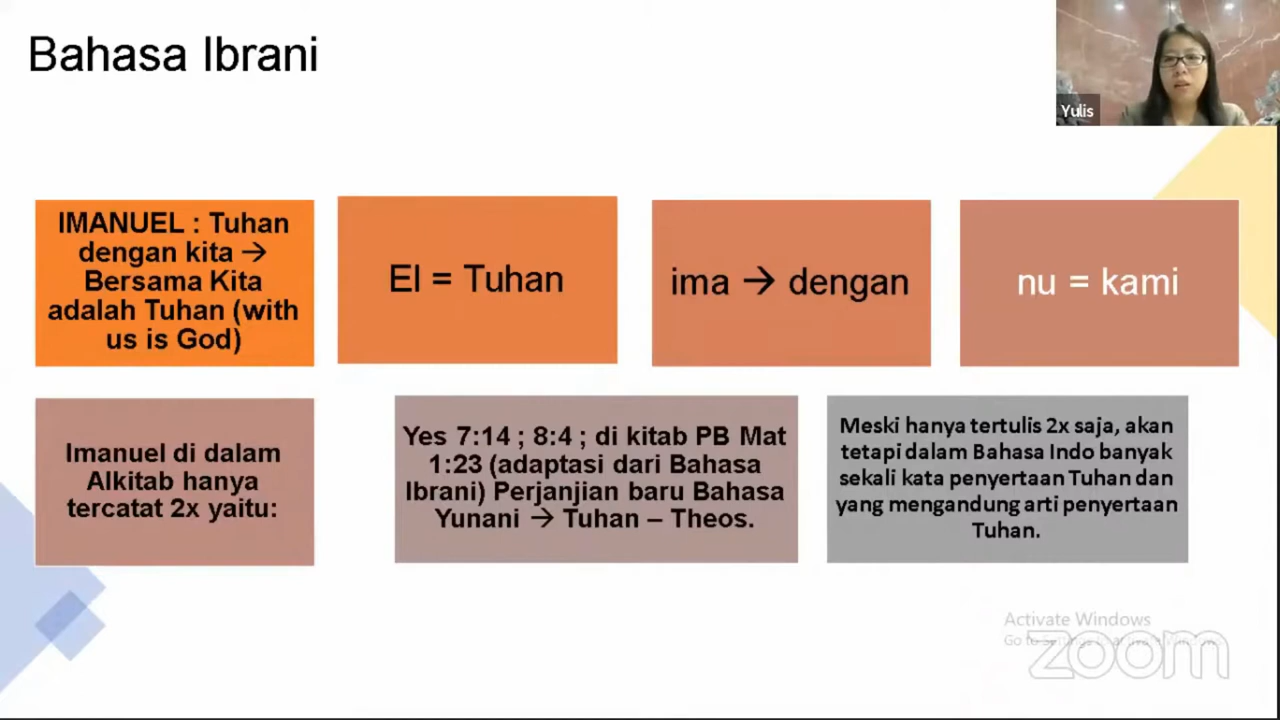 Bahasa Ibrani
Yulis
IMANUEL : Tuhan
dengan kita →
Bersama Kita
adalah Tuhan (with
us is God)
El = Tuhan
ima → dengan
nu = kami
Imanuel di dalam
Alkitab hanya
tercatat 2x yaitu:
Yes 7:14 ; 8:4 ; di kitab PB Mat
1:23 (adaptasi dari Bahasa
Ibrani) Perjanjian baru Bahasa
Yunani → Tuhan – Theos.
Meski hanya tertulis 2x saja, akan
tetapi dalam Bahasa Indo banyak
sekali kata penyertaan Tuhan dan
yang mengandung arti penyertaan
Tuhan.
Activate Windows
Go to
zoom